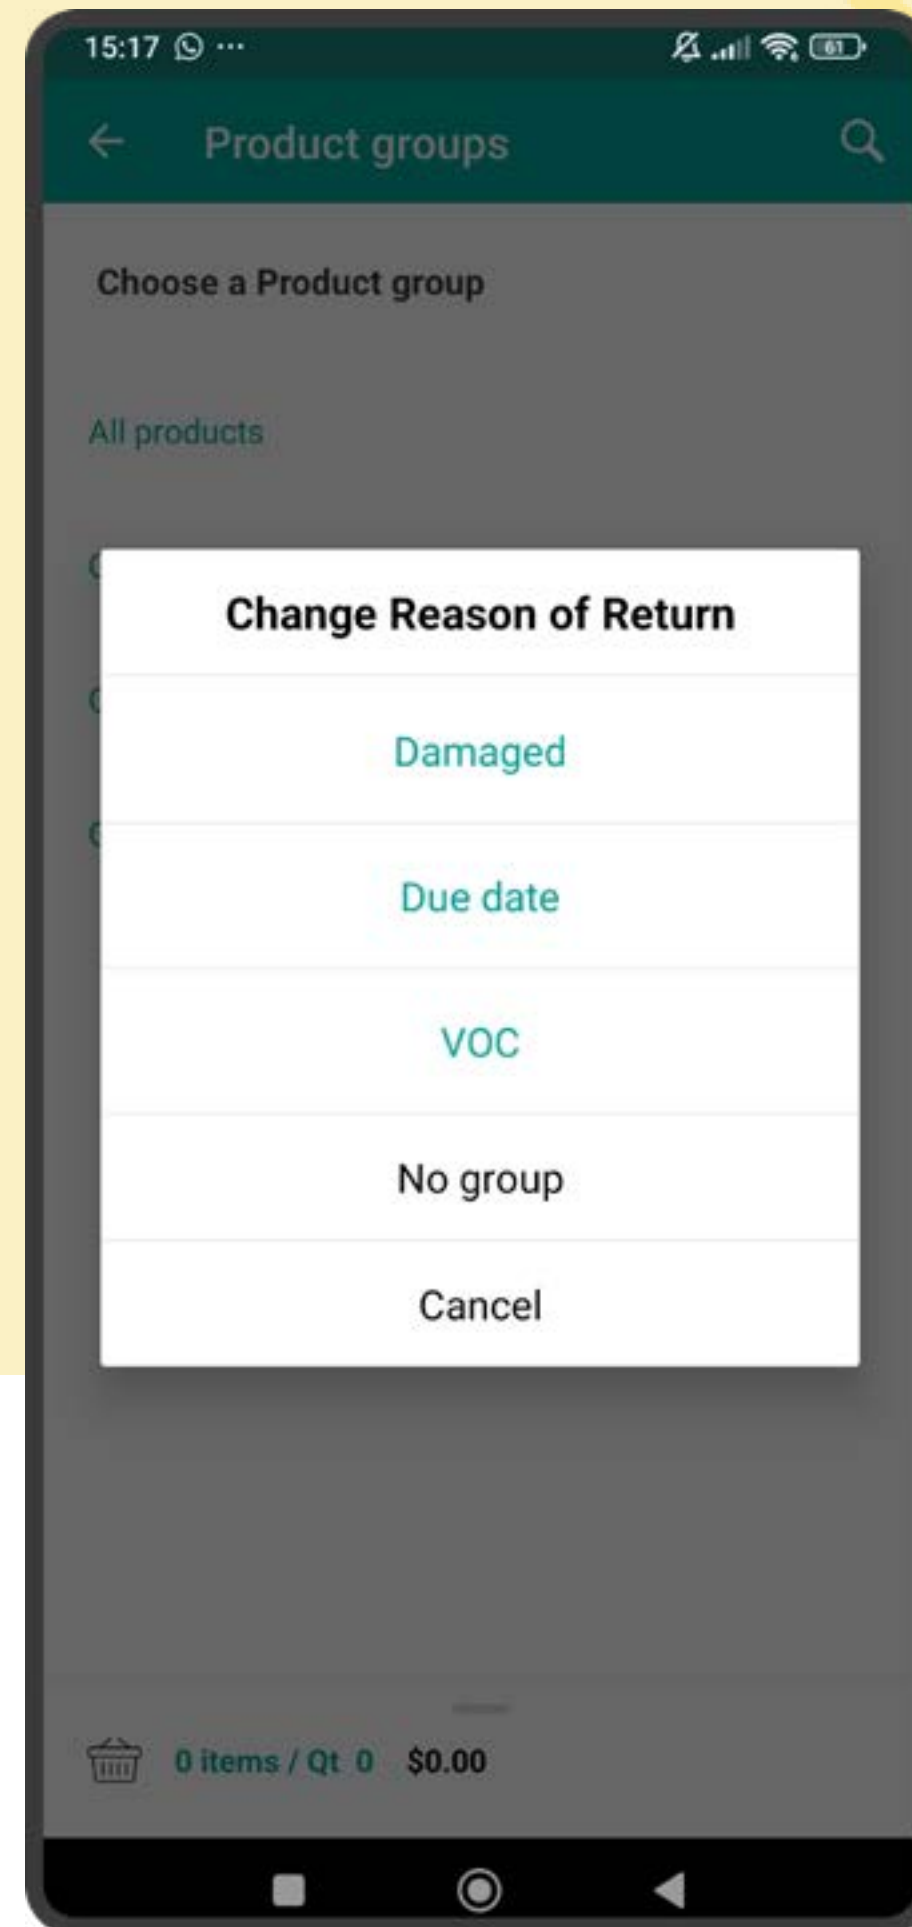 15:17
61
Product groups
Choose a Product group
All products
Change Reason of Return
Damaged
Due date
VOC
No group
Cancel
0 items / Qt 0 $0.00